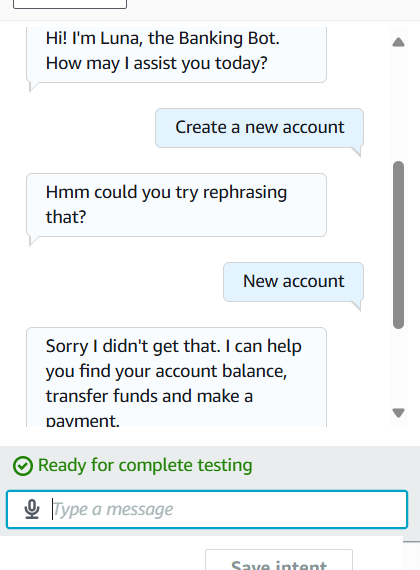 Hi! I'm Luna, the Banking Bot.
How may I assist you today?
Create a new account
Hmm could you try rephrasing
that?
New account
Sorry I didn't get that. I can help
you find your account balance,
transfer funds and make a
payment.
Ready for complete testing
Type a message
Save intent